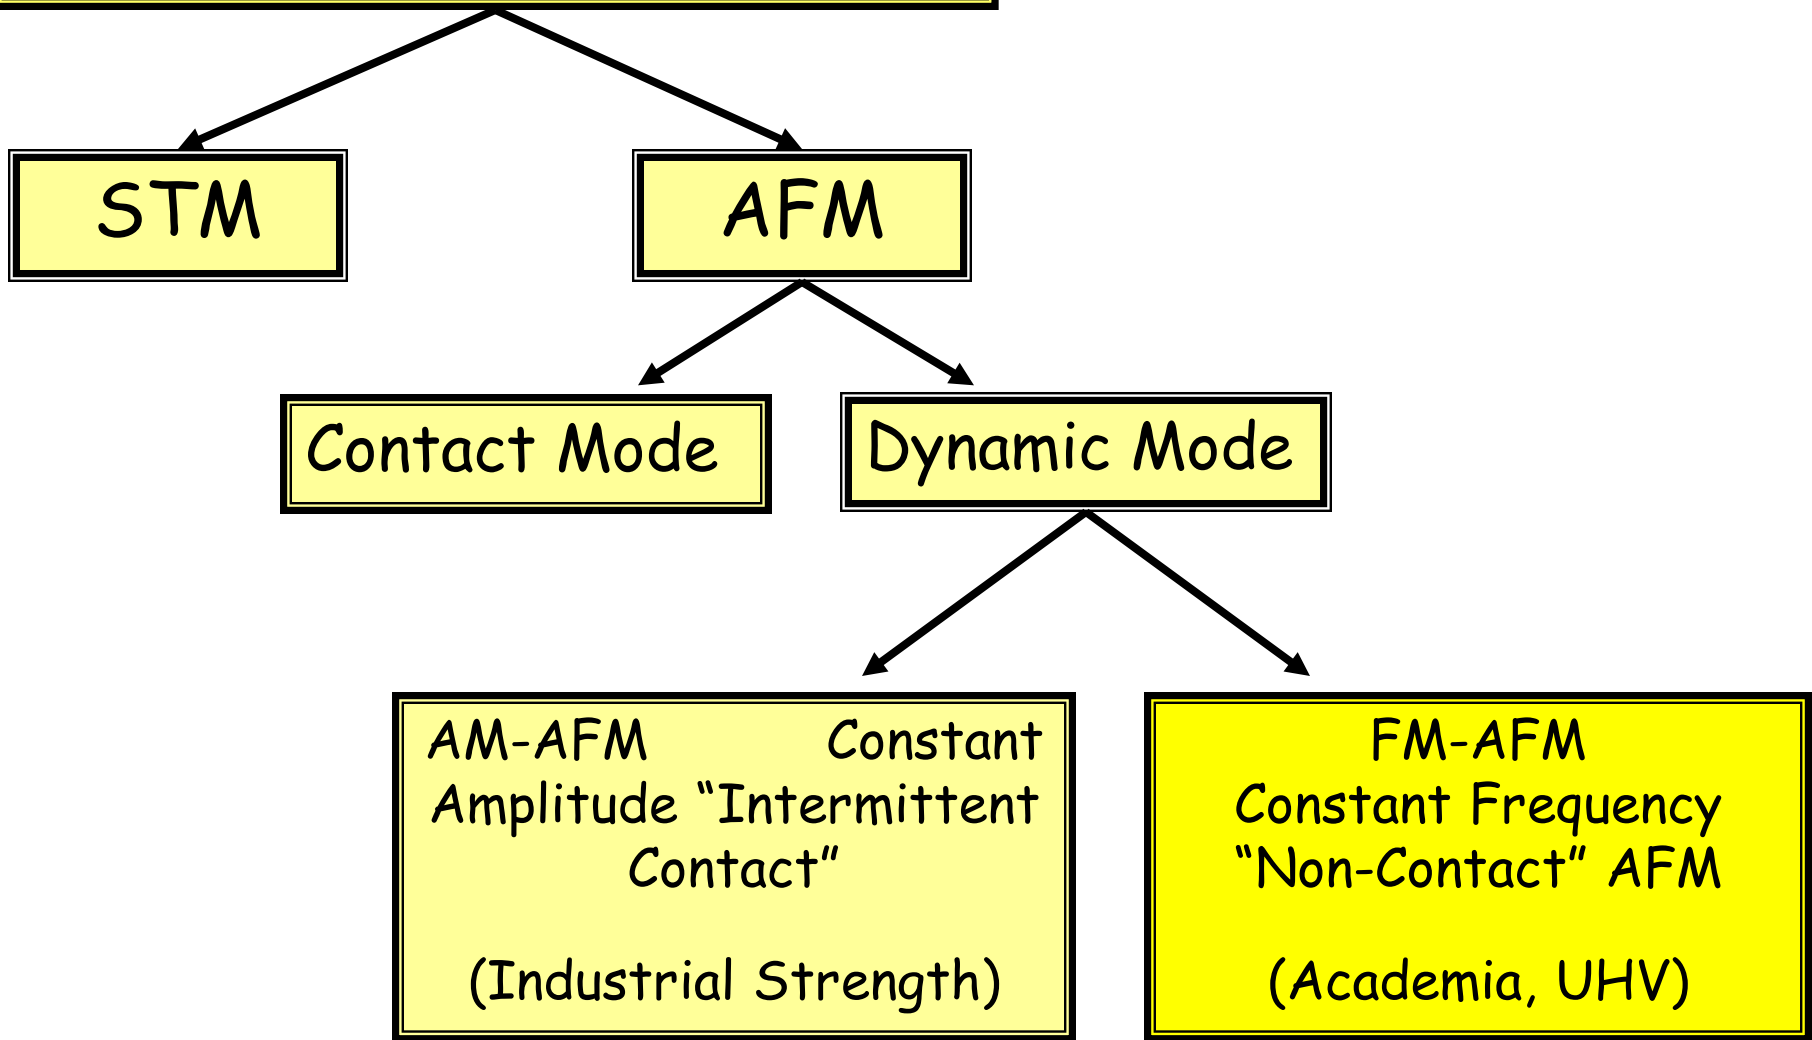 STM
AFM
Contact Mode
Dynamic Mode
AM-AFM Constant
Amplitude “Intermittent
Contact”
(Industrial Strength)
FM-AFM
Constant Frequency
“Non-Contact” AFM
(Academia, UHV)